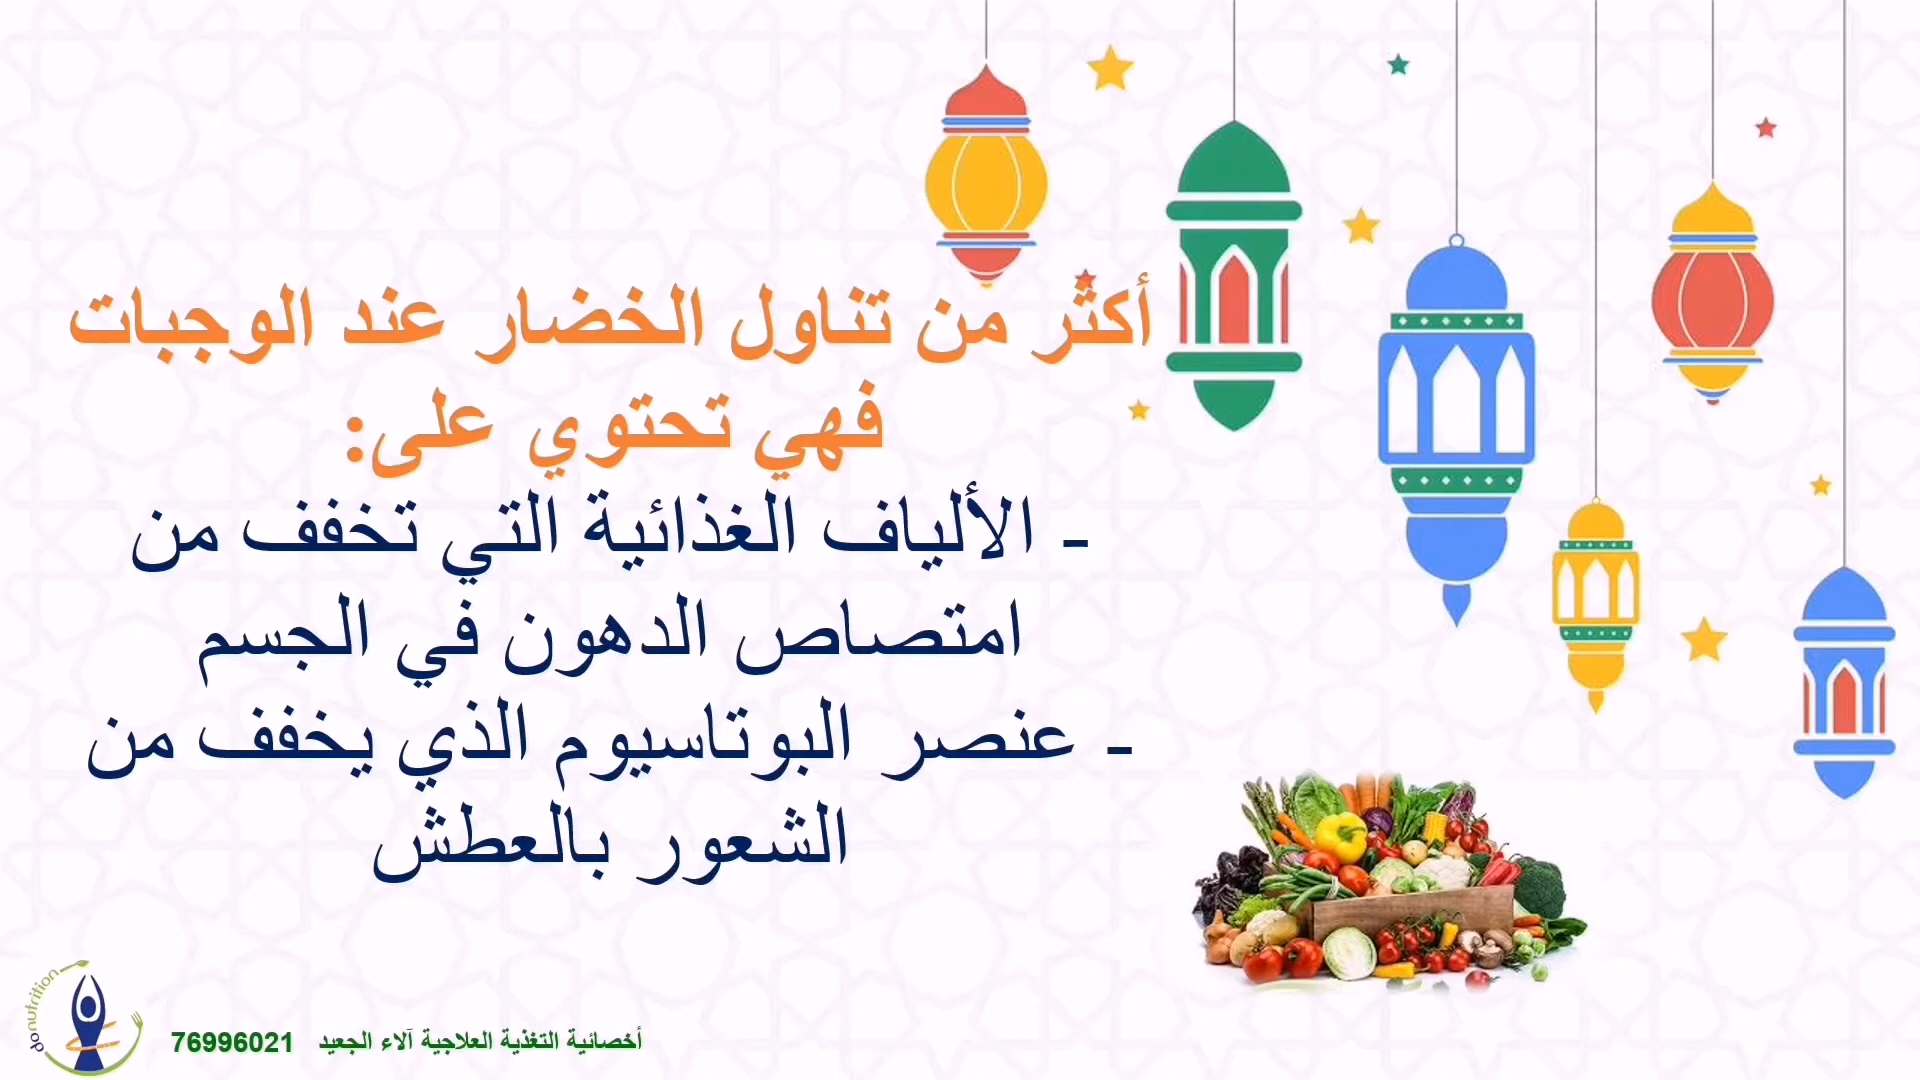 أكثر من تناول الخضار عند الوجبات
فهي تحتوي على:
- الألياف الغذائية التي تخفف من
امتصاص الدهون في الجسم
- عنصر البوتاسيوم الذي يخفف من
الشعور بالعطش
أخصائية التغذية العلاجية آلاء الجعيد 76996021
donutrition